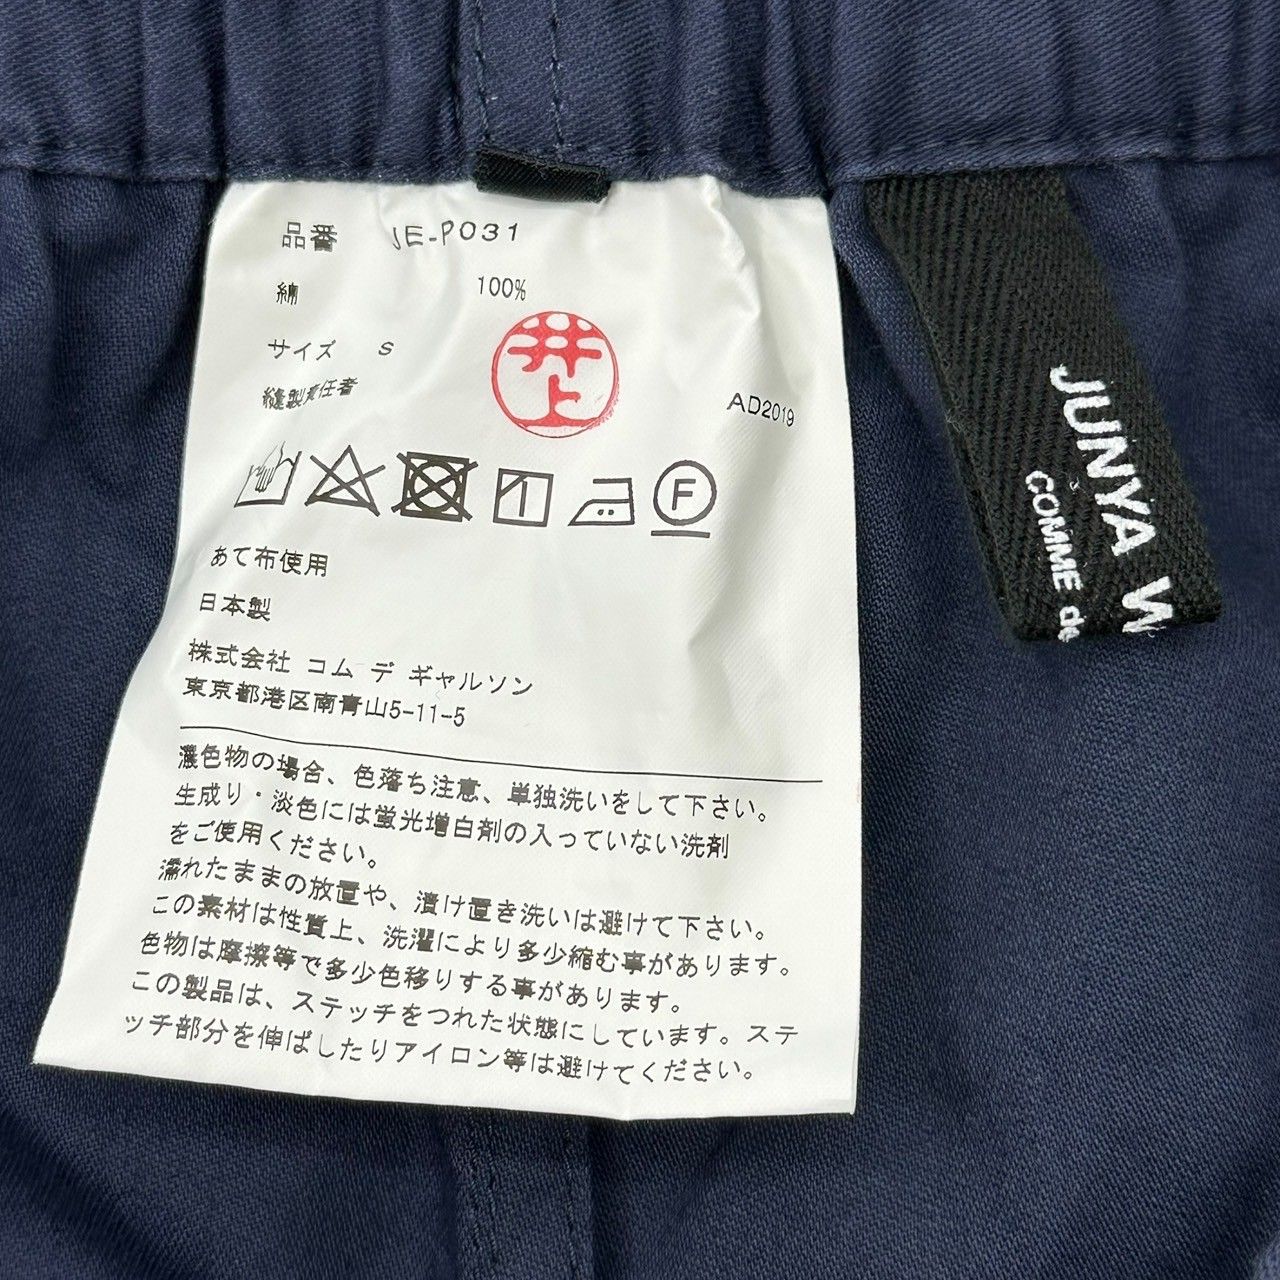 品番 JE-P031
綿 100%
サイズ S
縫製責任者
井上
AD2019
F
あて布使用
日本製
株式会社 コム デ ギャルソン
東京都港区南青山5-11-5
濃色物の場合、色落ち注意、単独洗いをして下さい。
生成り・淡色には蛍光増白剤の入っていない洗剤
をご使用ください。
濡れたままの放置や、漬け置き洗いは避けて下さい。
この素材は性質上、洗濯により多少縮む事があります。
色物は摩擦等で多少色移りする事があります。
この製品は、ステッチをつれた状態にしています。ステ
ッチ部分を伸ばしたりアイロン等は避けてください。
JUNYA W
COMME de